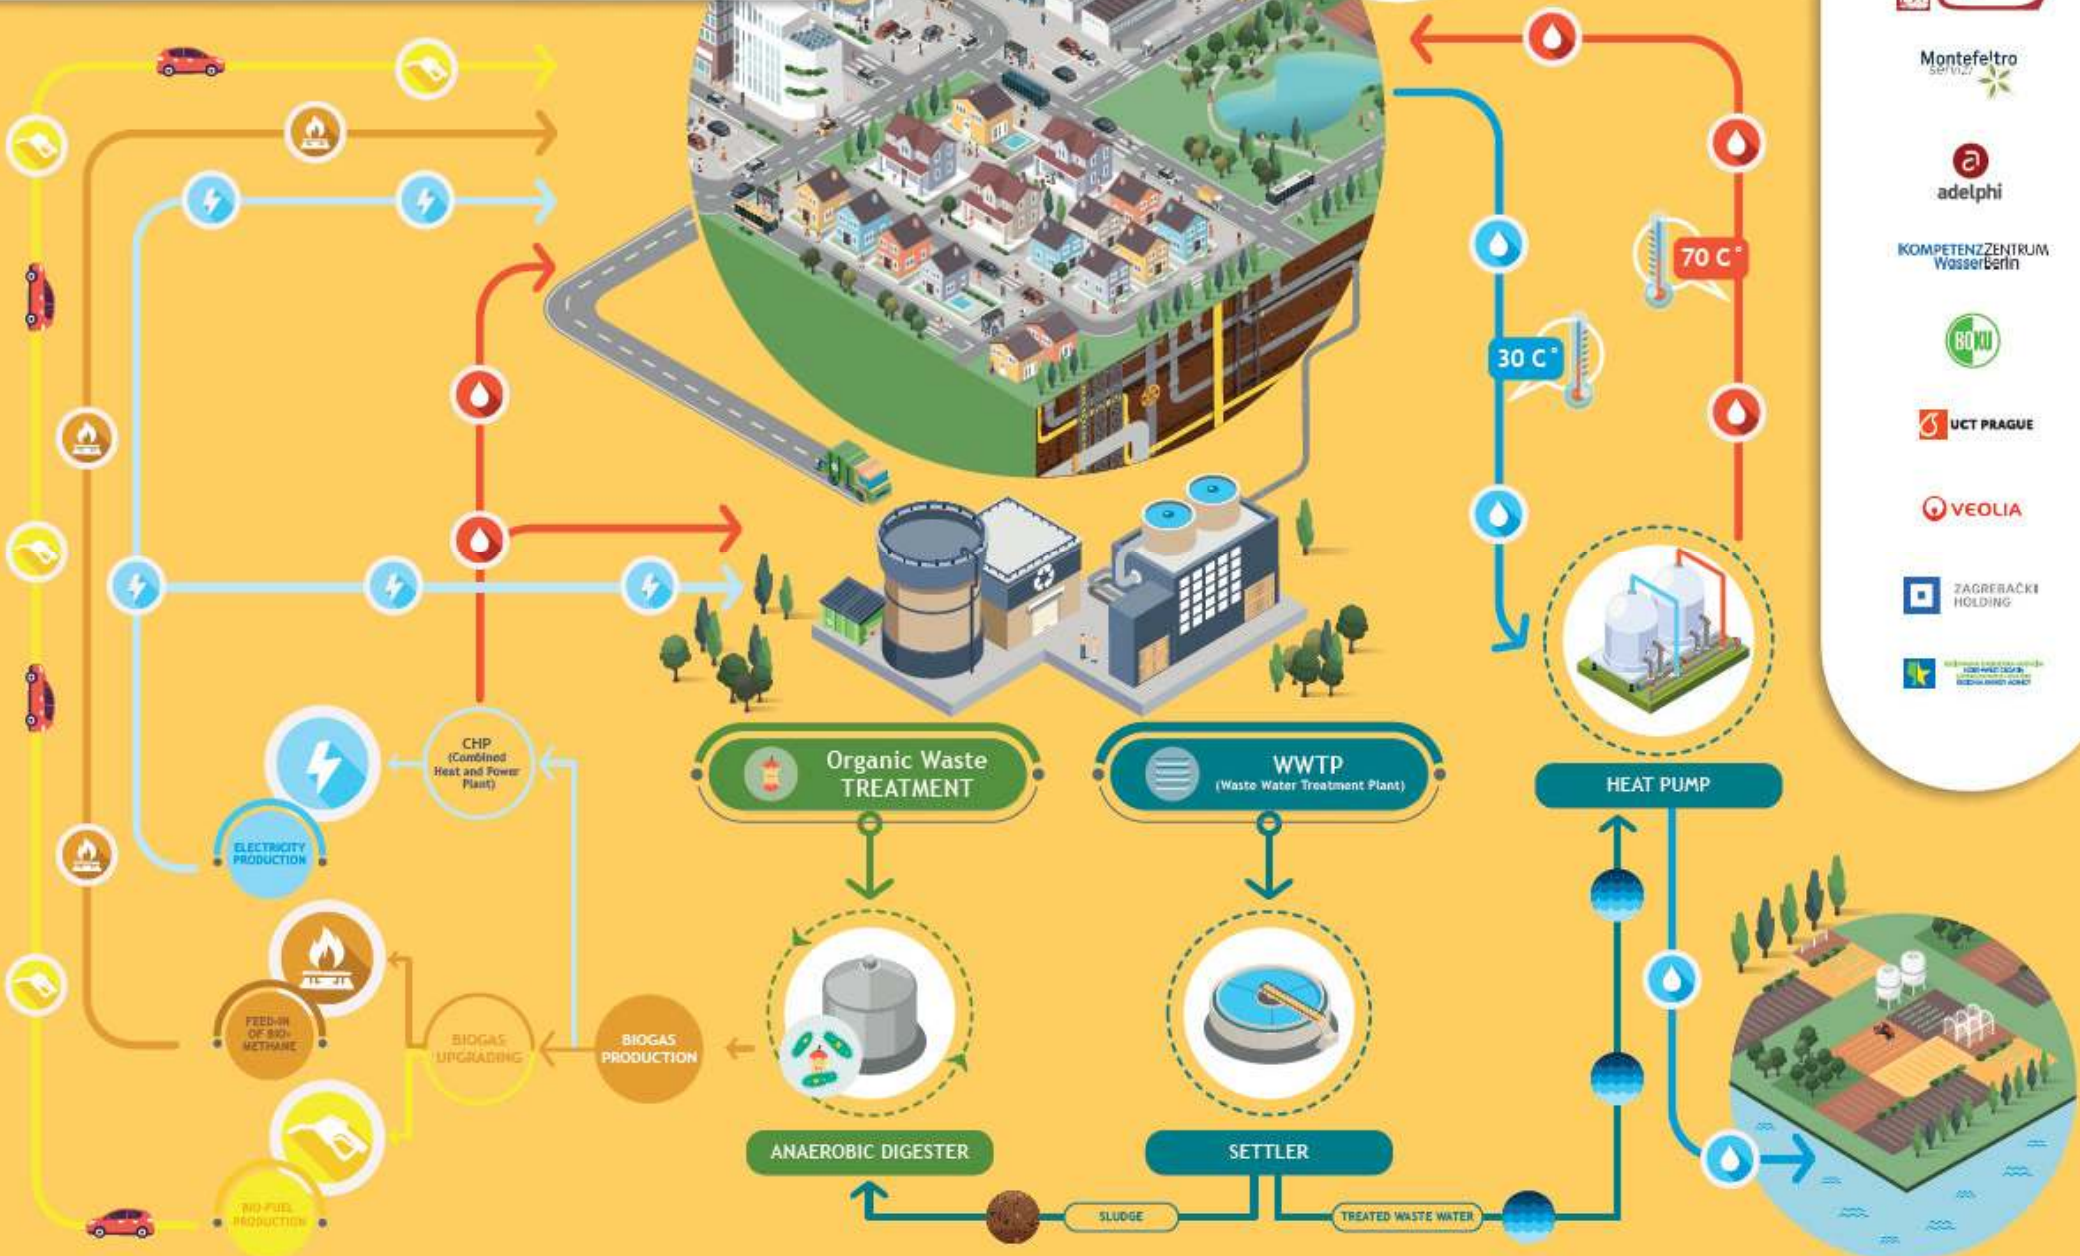 Montefeltro
servizi
a
adelphi
70 C°
KOMPETENZZENTRUM
WasserBerlin
BOKU
30 C°
UCT PRAGUE
VEOLIA
ZAGREBAČKI
HOLDING
CHP
(Combined
Heat and Power
Plant)
Organic Waste
TREATMENT
WWTP
(Waste Water Treatment Plant)
HEAT PUMP
ELECTRICITY
PRODUCTION
FEED-IN
OF BIO-
METHANE
BIOGAS
UPGRADING
BIOGAS
PRODUCTION
ANAEROBIC DIGESTER
SETTLER
BIO-FUEL
PRODUCTION
SLUDGE
TREATED WASTE WATER